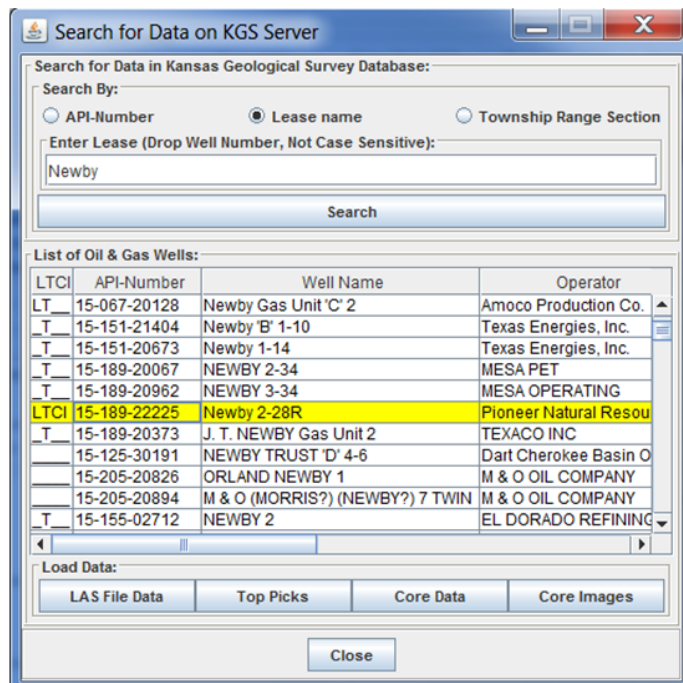 Search for Data on KGS Server
Search for Data in Kansas Geological Survey Database:
Search By:
API-Number Lease name Township Range Section
Enter Lease (Drop Well Number, Not Case Sensitive):
Newby
Search
List of Oil & Gas Wells:
LTCI API-Number Well Name Operator
LT__ 15-067-20128 Newby Gas Unit 'C' 2 Amoco Production Co.
_T__ 15-151-21404 Newby 'B' 1-10 Texas Energies, Inc.
_T__ 15-151-20673 Newby 1-14 Texas Energies, Inc.
_T__ 15-189-20067 NEWBY 2-34 MESA PET
_T__ 15-189-20962 NEWBY 3-34 MESA OPERATING
LTCI 15-189-22225 Newby 2-28R Pioneer Natural Resou
_T__ 15-189-20373 J. T. NEWBY Gas Unit 2 TEXACO INC
____ 15-125-30191 NEWBY TRUST 'D' 4-6 Dart Cherokee Basin O
____ 15-205-20826 ORLAND NEWBY 1 M & O OIL COMPANY
____ 15-205-20894 M & O (MORRIS?) (NEWBY?) 7 TWIN M & O OIL COMPANY
_T__ 15-155-02712 NEWBY 2 EL DORADO REFINING
Load Data:
LAS File Data Top Picks Core Data Core Images
Close